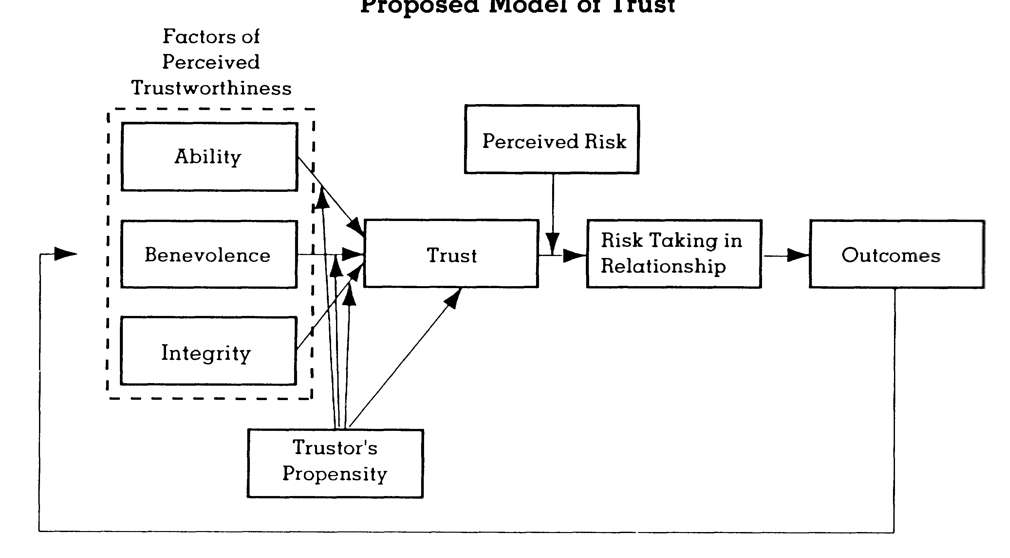 Proposed Model of Trust
Factors of
Perceived
Trustworthiness
Ability
Perceived Risk
Benevolence
Trust
Risk Taking in
Relationship
Outcomes
Integrity
Trustor's
Propensity